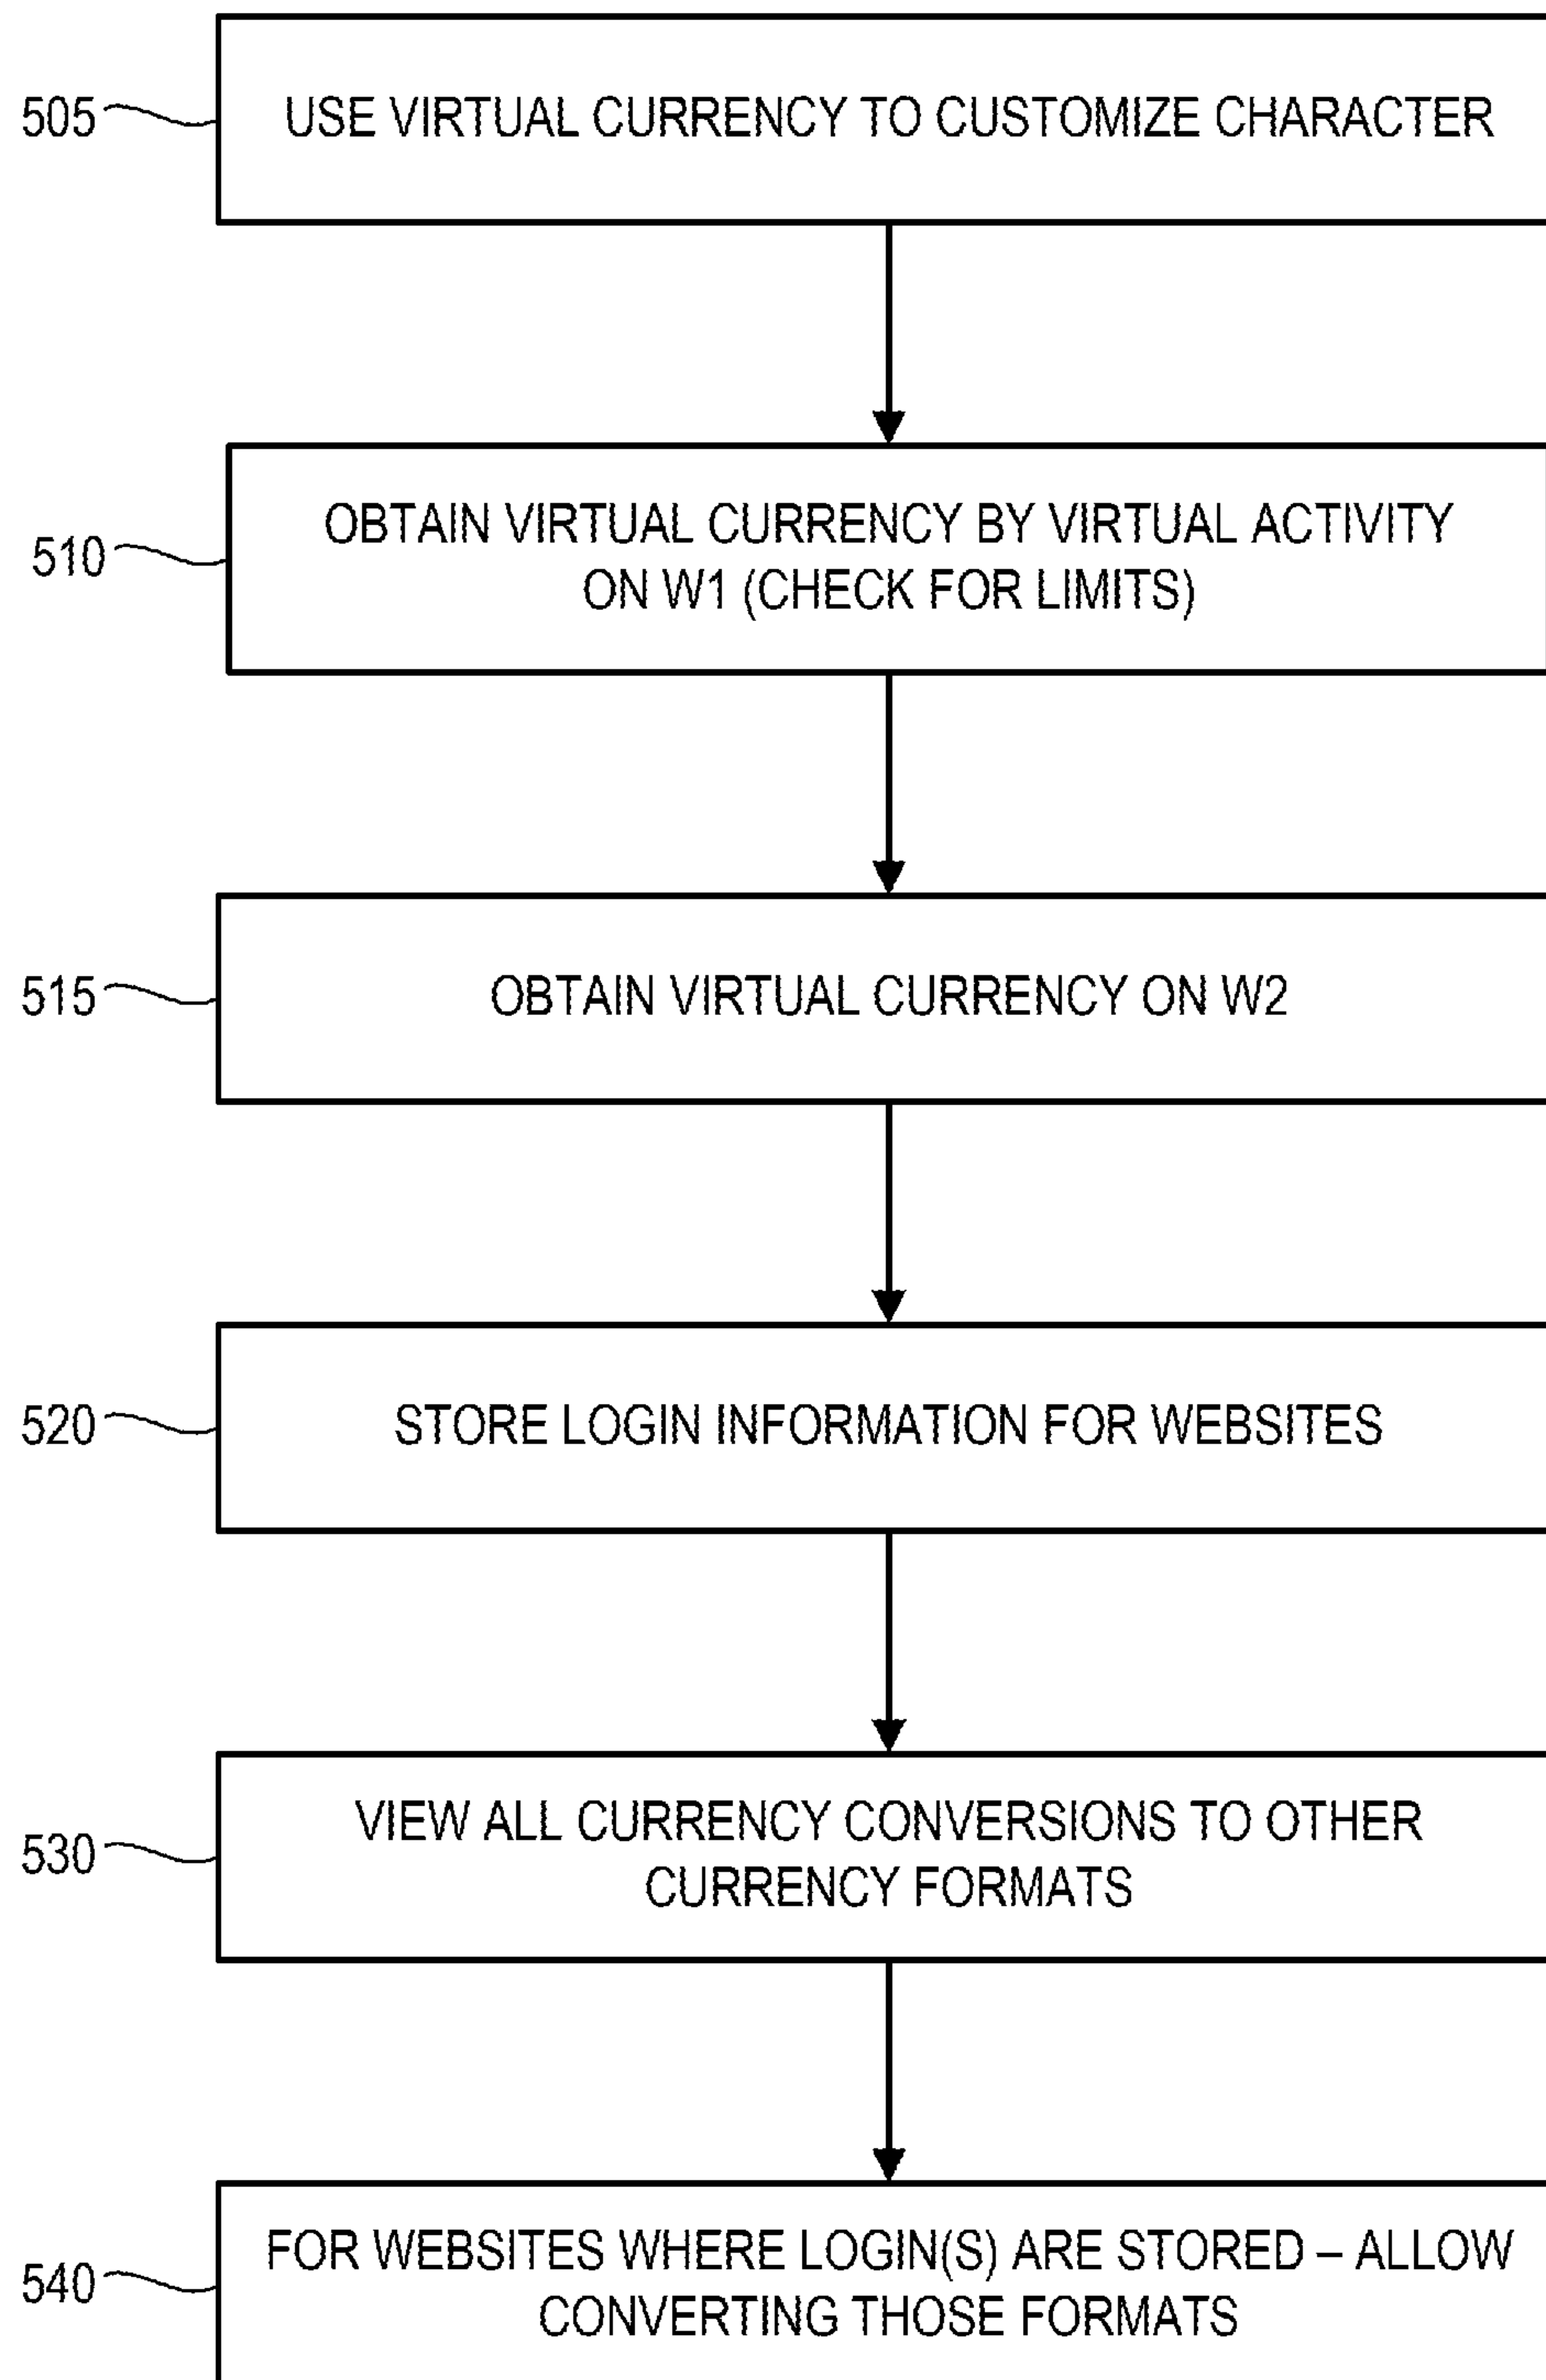 505
USE VIRTUAL CURRENCY TO CUSTOMIZE CHARACTER
510
OBTAIN VIRTUAL CURRENCY BY VIRTUAL ACTIVITY
ON W1 (CHECK FOR LIMITS)
515
OBTAIN VIRTUAL CURRENCY ON W2
520
STORE LOGIN INFORMATION FOR WEBSITES
530
VIEW ALL CURRENCY CONVERSIONS TO OTHER
CURRENCY FORMATS
540
FOR WEBSITES WHERE LOGIN(S) ARE STORED – ALLOW
CONVERTING THOSE FORMATS